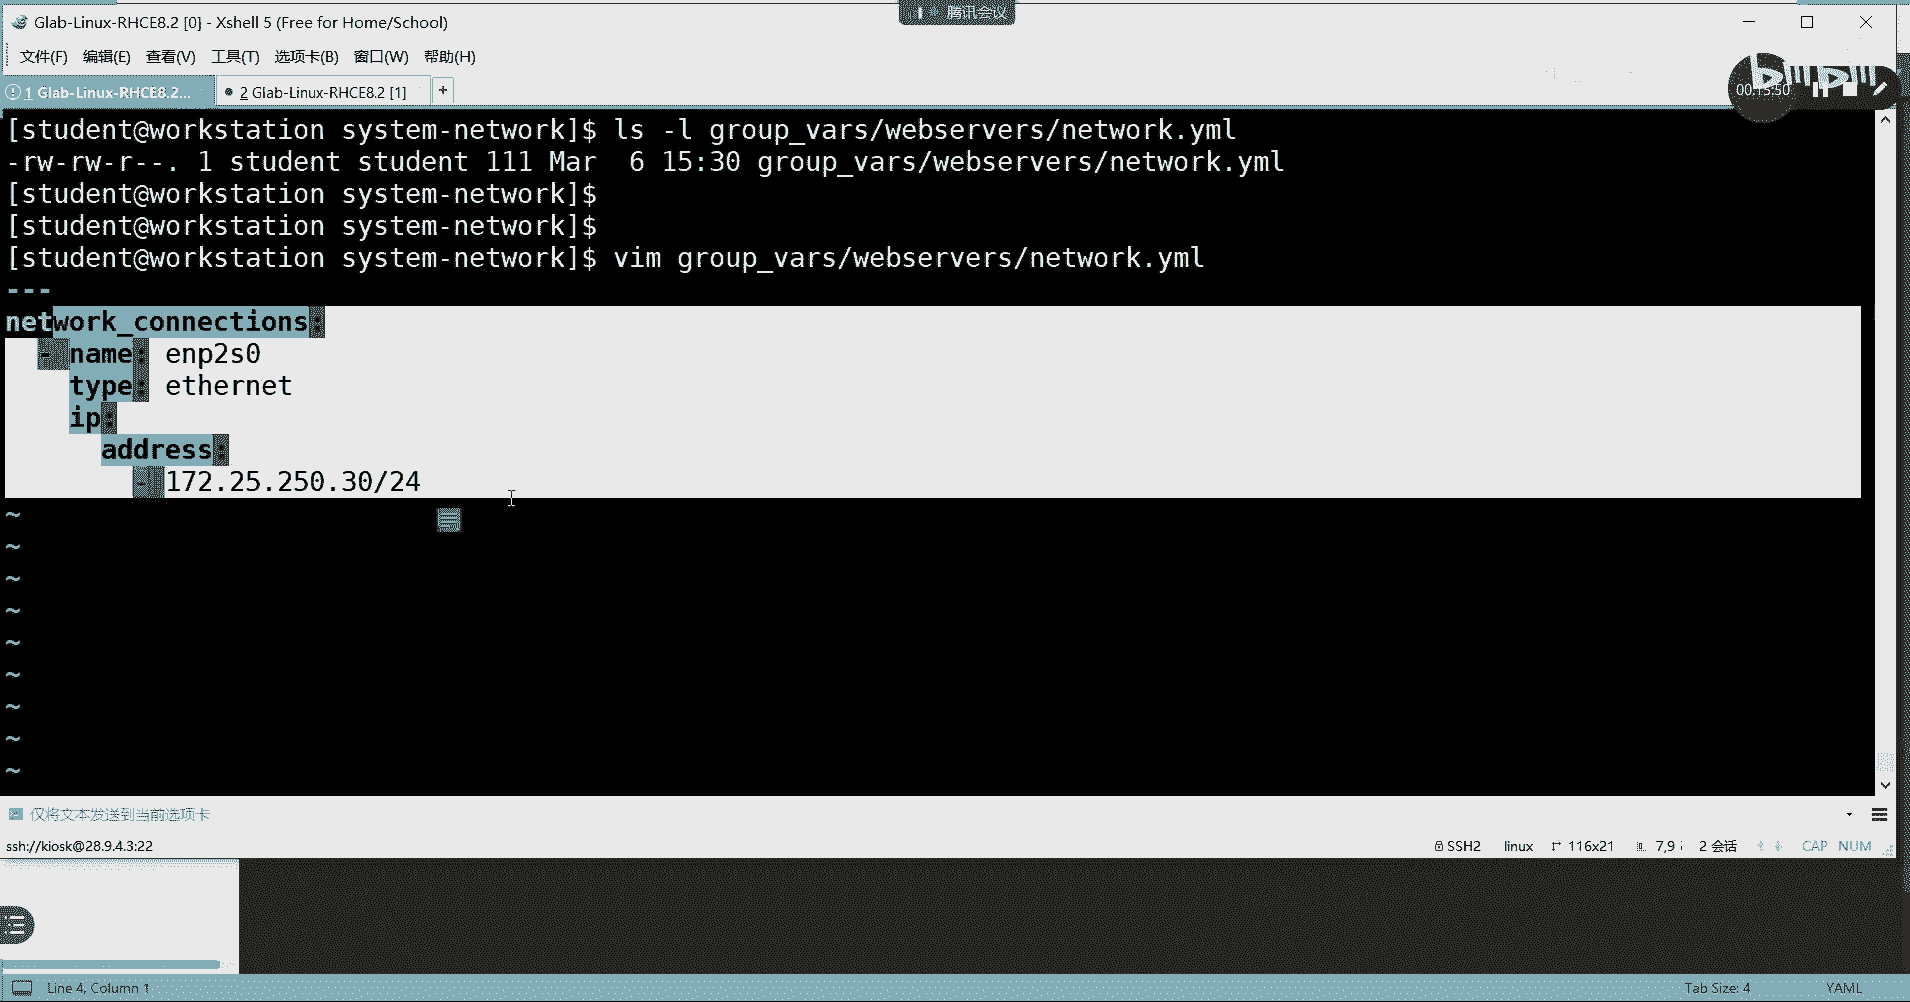 Glab-Linux-RHCE8.2 [0] - Xshell 5 (Free for Home/School)
腾讯会议
文件(F) 编辑(E) 查看(V) 工具(T) 选项卡(B) 窗口(W) 帮助(H)
1 Glab-Linux-RHCE8.2... 2 Glab-Linux-RHCE8.2 [1] +
00:15:50
[student@workstation system-network]$ ls -l group_vars/webservers/network.yml
-rw-rw-r--. 1 student student 111 Mar  6 15:30 group_vars/webservers/network.yml
[student@workstation system-network]$
[student@workstation system-network]$
[student@workstation system-network]$ vim group_vars/webservers/network.yml
---
network_connections:
  - name: enp2s0
    type: ethernet
    ip:
      address:
        - 172.25.250.30/24
~
~
~
~
~
~
~
~
~
仅将文本发送到当前选项卡
ssh://kiosk@28.9.4.3:22 SSH2 linux 116x21 7,9 2 会话 CAP NUM
Line 4, Column 1 Tab Size: 4 YAML